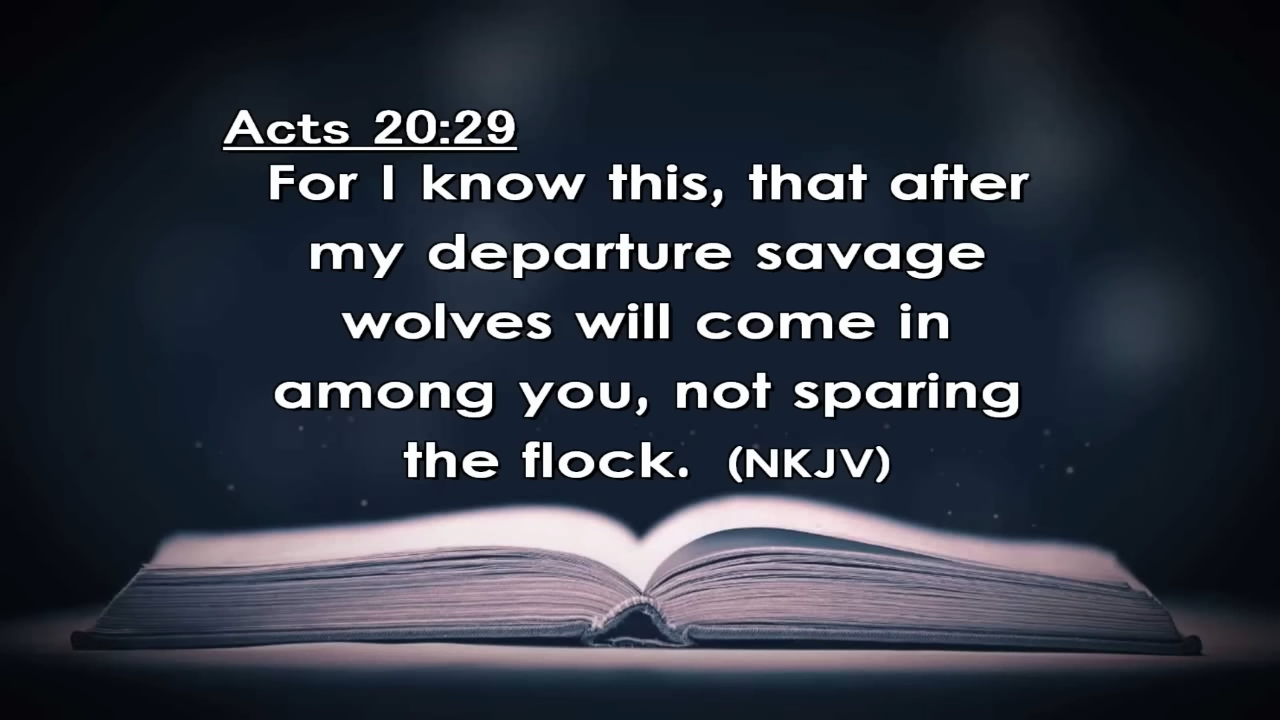 Acts 20:29
For I know this, that after
my departure savage
wolves will come in
among you, not sparing
the flock. (NKJV)